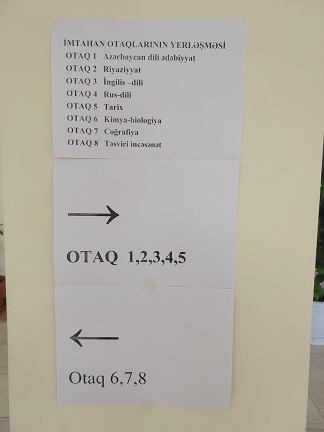 İMTAHAN OTAQLARININ YERLƏŞMƏSİ
OTAQ 1 Azərbaycan dili ədəbiyyat
OTAQ 2 Riyaziyyat
OTAQ 3 İngilis –dili
OTAQ 4 Rus-dili
OTAQ 5 Tarix
OTAQ 6 Kimya-biologiya
OTAQ 7 Coğrafiya
OTAQ 8 Təsviri incəsənət
→
OTAQ 1,2,3,4,5
←
Otaq 6,7,8